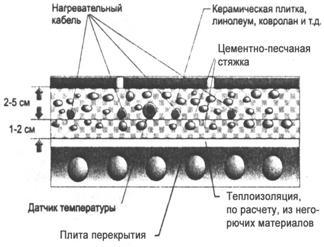 Нагревательный
кабель
Керамическая плитка,
линолеум, ковролан и т.д.
Цементно-песчаная
стяжка
2-5 см
1-2 см
Датчик температуры
Плита перекрытия
Теплоизоляция,
по расчету, из него-
рючих материалов